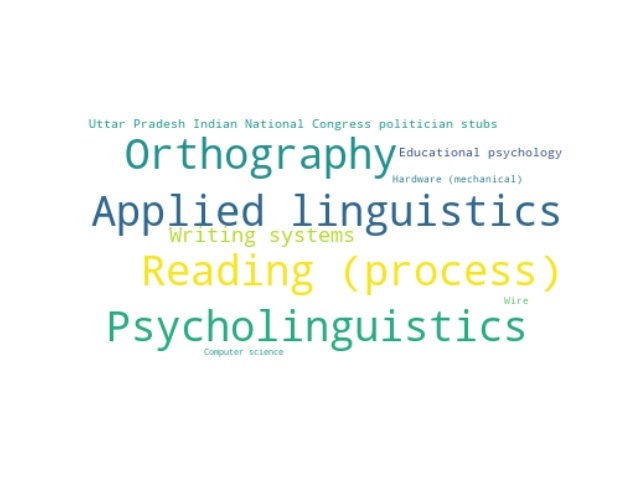 Uttar Pradesh Indian National Congress politician stubs
Orthography
Educational psychology
Hardware (mechanical)
Applied linguistics
Writing systems
Reading (process)
Wire
Psycholinguistics
Computer science